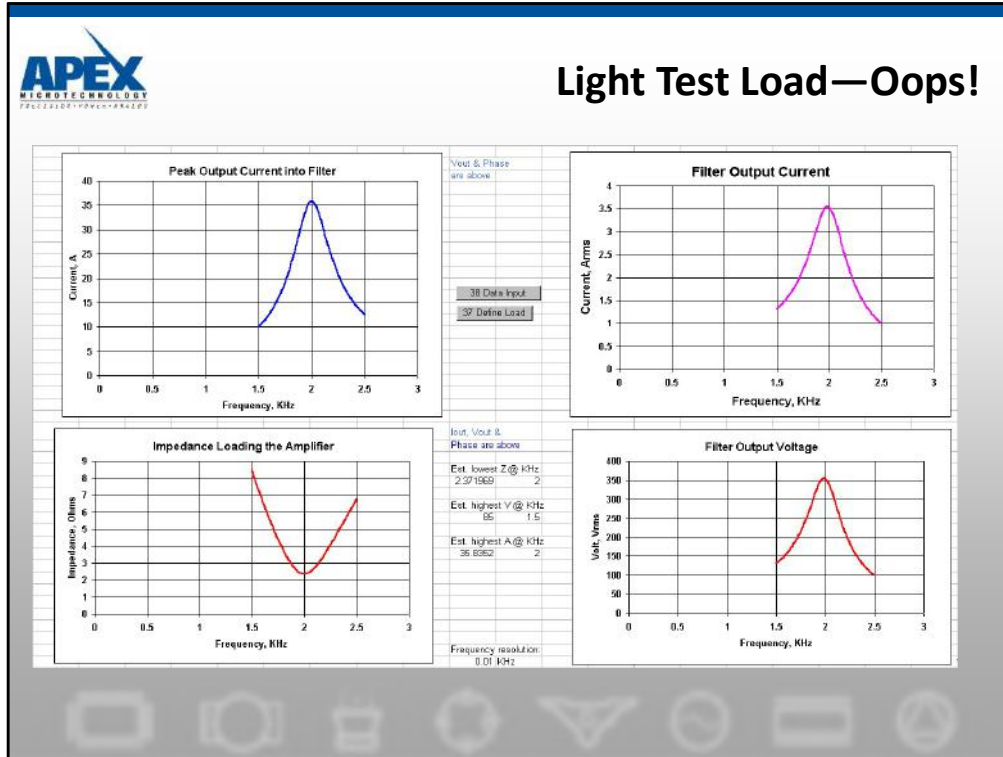 APEX
MICROTECHNOLOGY
PRECISION•POWER•ANALOG
Light Test Load—Oops!
Peak Output Current into Filter
40
35
30
25
20
15
10
5
0
Current, A
0 0.5 1 1.5 2 2.5 3
Frequency, KHz
Vout & Phase
are above
38 Data Input
37 Define Load
Filter Output Current
4
3.5
3
2.5
2
1.5
1
0.5
0
Current, Arms
0 0.5 1 1.5 2 2.5 3
Frequency, KHz
Impedance Loading the Amplifier
9
8
7
6
5
4
3
2
1
0
Impedance, Ohms
0 0.5 1 1.5 2 2.5 3
Frequency, KHz
Iout, Vout &
Phase are above
Est. lowest Z @ KHz
2.371969 2
Est. highest V @ KHz
85 1.5
Est. highest A @ KHz
35.8352 2
Frequency resolution:
0.01 KHz
Filter Output Voltage
400
350
300
250
200
150
100
50
0
Volt, Vrms
0 0.5 1 1.5 2 2.5 3
Frequency, KHz